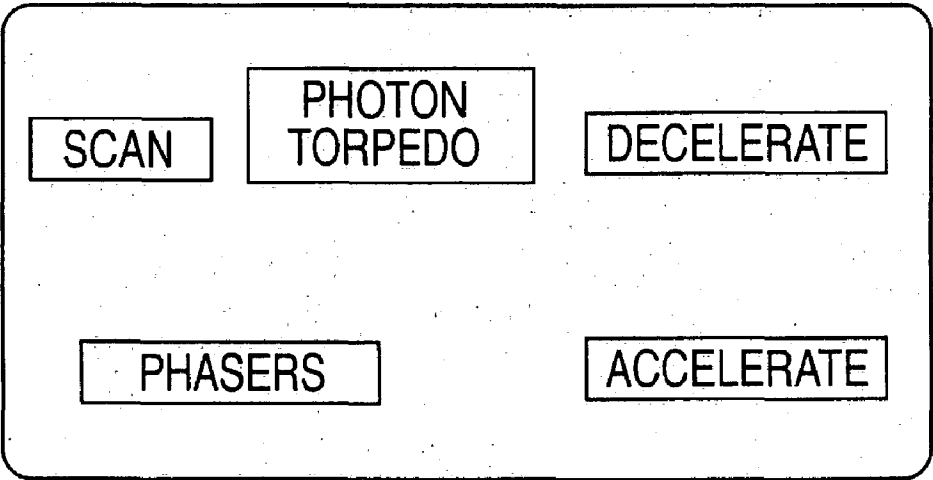 SCAN
PHOTON
TORPEDO
DECELERATE
PHASERS
ACCELERATE